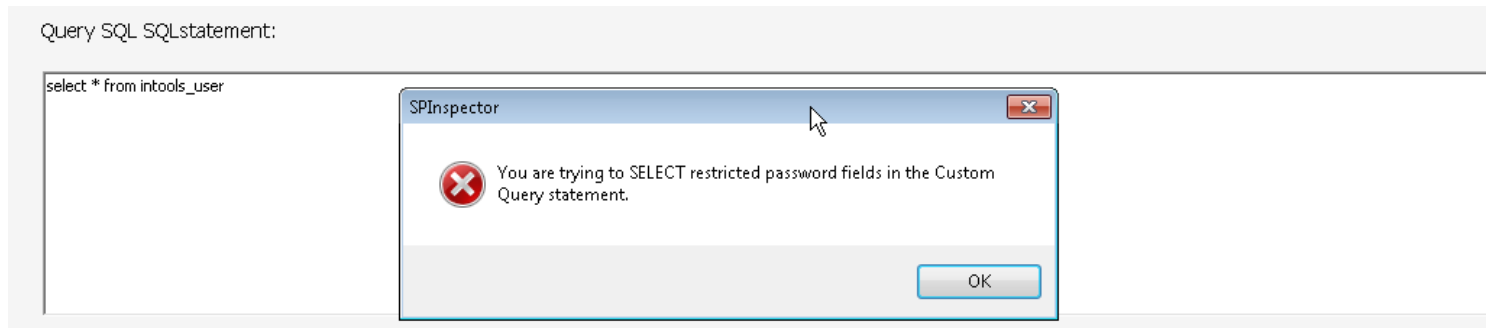 Query SQL SQLstatement:
select * from intools_user
SPInspector
You are trying to SELECT restricted password fields in the Custom
Query statement.
OK